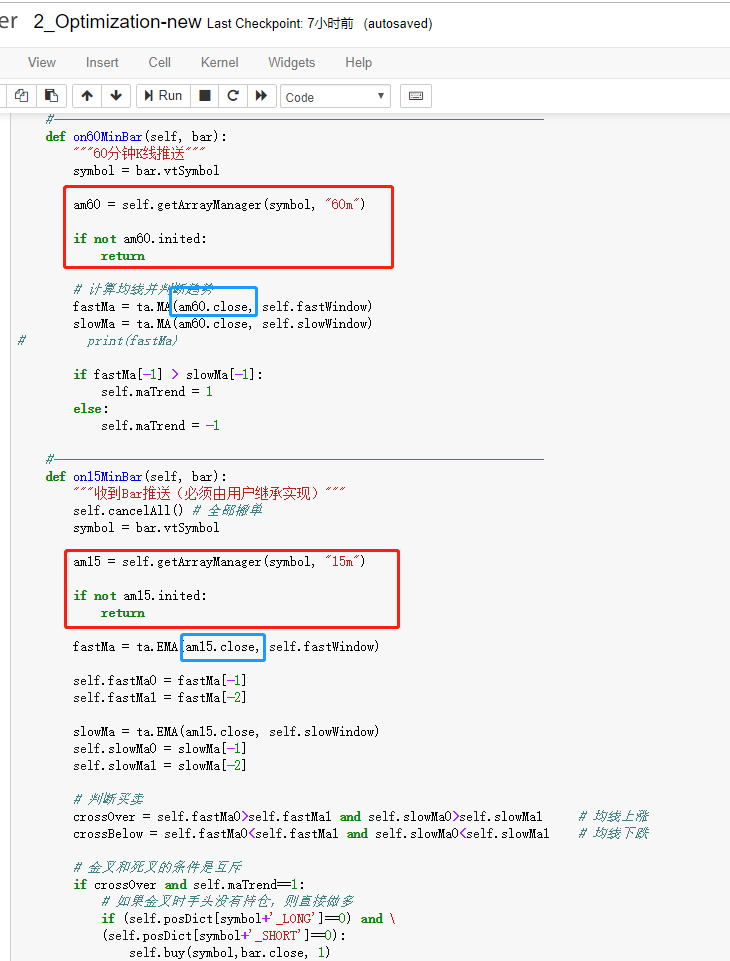 er 2_Optimization-new Last Checkpoint: 7小时前 (autosaved)
View Insert Cell Kernel Widgets Help
Run Code
#
def on60MinBar(self, bar):
"""60分钟K线推送"""
symbol = bar.vtSymbol
am60 = self.getArrayManager(symbol, "60m")
if not am60.inited:
return
# 计算均线并判断趋势
fastMa = ta.MA(am60.close, self.fastWindow)
slowMa = ta.MA(am60.close, self.slowWindow)
# print(fastMa)
if fastMa[-1] > slowMa[-1]:
self.maTrend = 1
else:
self.maTrend = -1
#
def on15MinBar(self, bar):
"""收到Bar推送（必须由用户继承实现）"""
self.cancelAll() # 全部撤单
symbol = bar.vtSymbol
am15 = self.getArrayManager(symbol, "15m")
if not am15.inited:
return
fastMa = ta.EMA(am15.close, self.fastWindow)
self.fastMa0 = fastMa[-1]
self.fastMa1 = fastMa[-2]
slowMa = ta.EMA(am15.close, self.slowWindow)
self.slowMa0 = slowMa[-1]
self.slowMa1 = slowMa[-2]
# 判断买卖
crossOver = self.fastMa0>self.fastMa1 and self.slowMa0>self.slowMa1 # 均线上涨
crossBelow = self.fastMa0<self.fastMa1 and self.slowMa0<self.slowMa1 # 均线下跌
# 金叉和死叉的条件是互斥
if crossOver and self.maTrend==1:
# 如果金叉时手头没有持仓，则直接做多
if (self.posDict[symbol+'_LONG']==0) and \
(self.posDict[symbol+'_SHORT']==0):
self.buy(symbol,bar.close, 1)